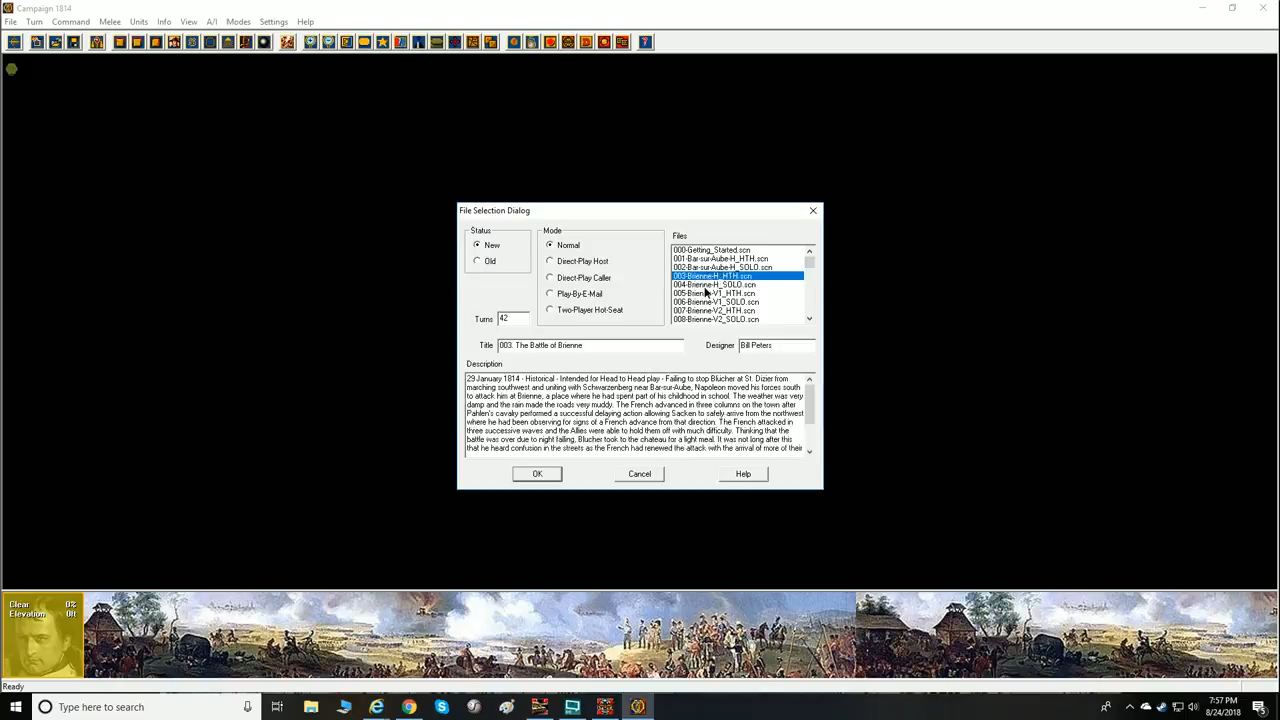 Campaign 1814
File Turn Command Melee Units Info View A/I Modes Settings Help
File Selection Dialog
Status
New
Old
Mode
Normal
Direct-Play Host
Direct-Play Caller
Play-By-E-Mail
Two-Player Hot-Seat
Files
000-Getting_Started.scn
001-Bar-sur-Aube-H_HTH.scn
002-Bar-sur-Aube-H_SOLO.scn
003-Brienne-H_HTH.scn
004-Brienne-H_SOLO.scn
005-Brienne-V1_HTH.scn
006-Brienne-V1_SOLO.scn
007-Brienne-V2_HTH.scn
008-Brienne-V2_SOLO.scn
Turns 42
Title 003. The Battle of Brienne Designer Bill Peters
Description
29 January 1814 - Historical - Intended for Head to Head play - Failing to stop Blucher at St. Dizier from
marching southwest and uniting with Schwarzenberg near Bar-sur-Aube, Napoleon moved his forces south
to attack him at Brienne, a place where he had spent part of his childhood in school. The weather was very
damp and the rain made the roads very muddy. The French advanced in three columns on the town after
Pahlen's cavalry performed a successful delaying action allowing Sacken to safely arrive from the northwest
where he had been observing for signs of a French advance from that direction. The French attacked in
three successive waves and the Allies were able to hold them off with much difficulty. Thinking that the
battle was over due to night falling, Blucher took to the chateau for a light meal. It was not long after this
that he heard confusion in the streets as the French had renewed the attack with the arrival of more of their
OK Cancel Help
Clear 0%
Elevation 0ft
Ready
Type here to search
7:57 PM
8/24/2018